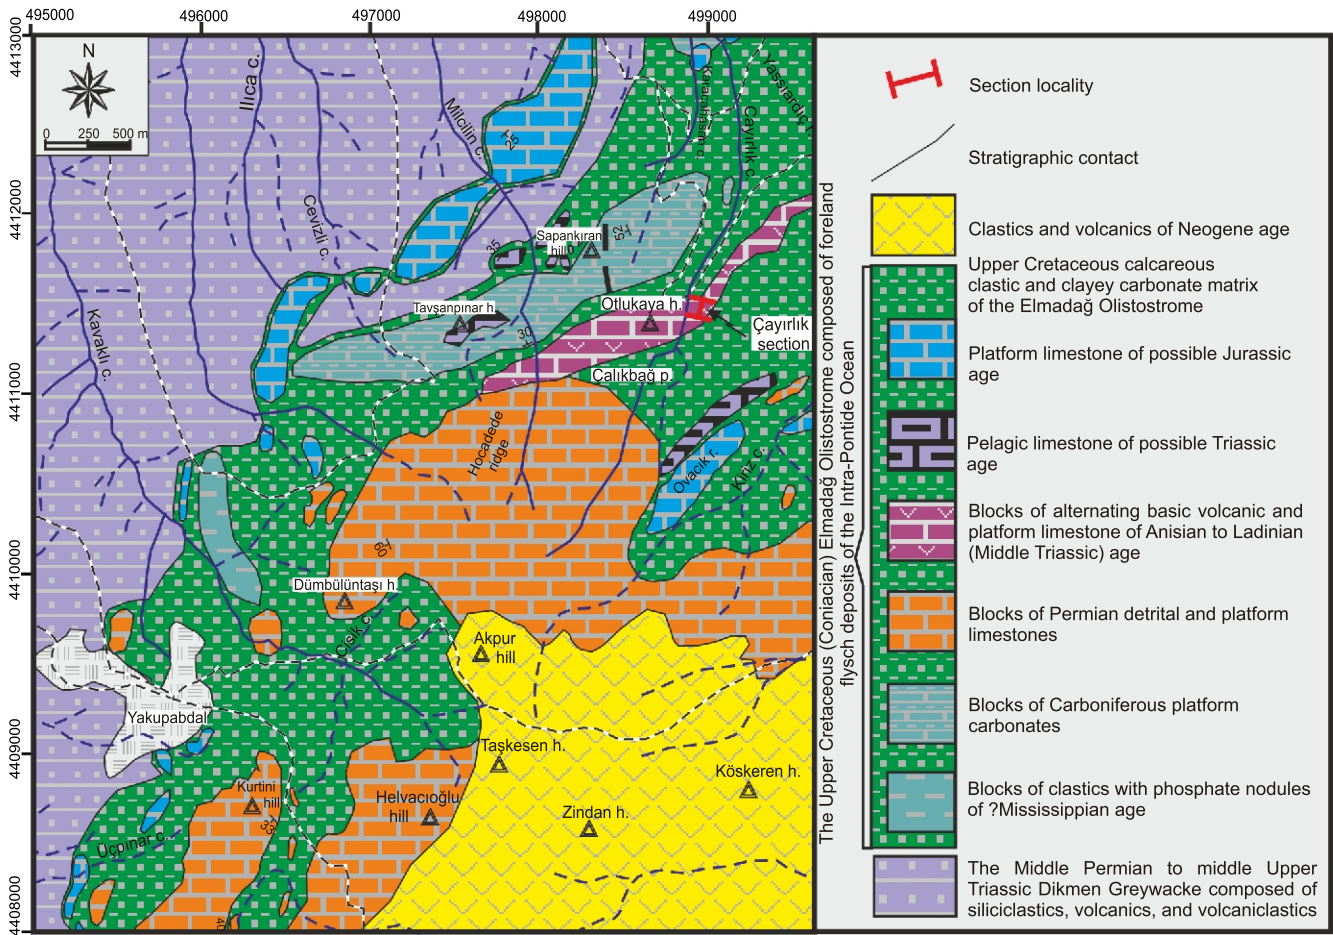 495000
496000
497000
498000
499000
4413000
4412000
4411000
4410000
4409000
4408000
N
0 250 500 m
Ilıca c.
Milcilin c.
Karacahasan c.
Yassıardıç r.
Çayırlık c.
Cevizli c.
Kavaklı c.
25
35
Sapankıran
hill
52
Tavşanpınar h.
Otlukaya h.
30
Çayırlık
section
Çalıkbağ p.
Hocadede
ridge
Ovacık r.
Kiriz c.
60
Dümbülüntaşı h.
Cisik c.
Akpur
hill
Yakupabdal
Taşkesen h.
Köskeren h.
Kurtini
hill
33
Helvacıoğlu
hill
Zindan h.
Üçpınar c.
40
Section locality
Stratigraphic contact
Clastics and volcanics of Neogene age
The Upper Cretaceous (Coniacian) Elmadağ Olistostrome composed of foreland
flysch deposits of the Intra-Pontide Ocean
Upper Cretaceous calcareous
clastic and clayey carbonate matrix
of the Elmadağ Olistostrome
Platform limestone of possible Jurassic
age
Pelagic limestone of possible Triassic
age
Blocks of alternating basic volcanic and
platform limestone of Anisian to Ladinian
(Middle Triassic) age
Blocks of Permian detrital and platform
limestones
Blocks of Carboniferous platform
carbonates
Blocks of clastics with phosphate nodules
of ?Mississippian age
The Middle Permian to middle Upper
Triassic Dikmen Greywacke composed of
siliciclastics, volcanics, and volcaniclastics